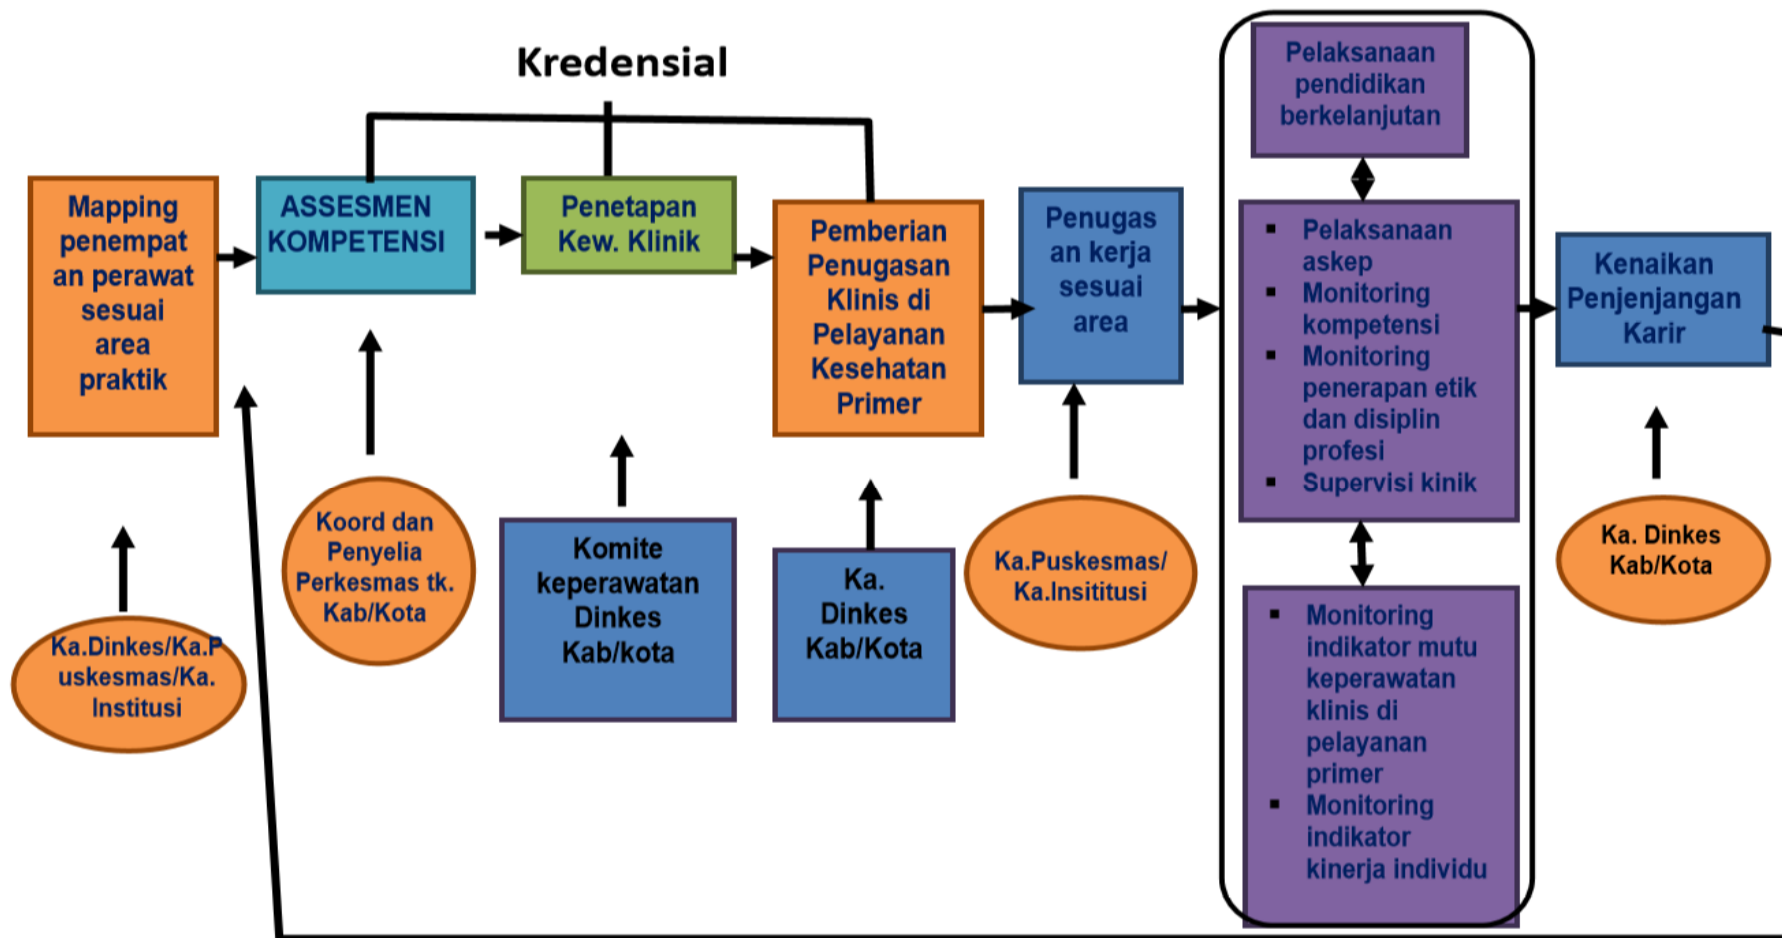 Kredensial
Mapping
penempat
an perawat
sesuai
area
praktik
ASSESMEN
KOMPETENSI
Penetapan
Kew. Klinik
Pemberian
Penugasan
Klinis di
Pelayanan
Kesehatan
Primer
Penugas
an kerja
sesuai
area
Pelaksanaan
pendidikan
berkelanjutan
▪ Pelaksanaan
askep
▪ Monitoring
kompetensi
▪ Monitoring
penerapan etik
dan disiplin
profesi
▪ Supervisi kinik
▪ Monitoring
indikator mutu
keperawatan
klinis di
pelayanan
primer
▪ Monitoring
indikator
kinerja individu
Kenaikan
Penjenjangan
Karir
Ka.Dinkes/Ka.P
uskesmas/Ka.
Institusi
Koord dan
Penyelia
Perkesmas tk.
Kab/Kota
Komite
keperawatan
Dinkes
Kab/kota
Ka.
Dinkes
Kab/Kota
Ka.Puskesmas/
Ka.Insititusi
Ka. Dinkes
Kab/Kota